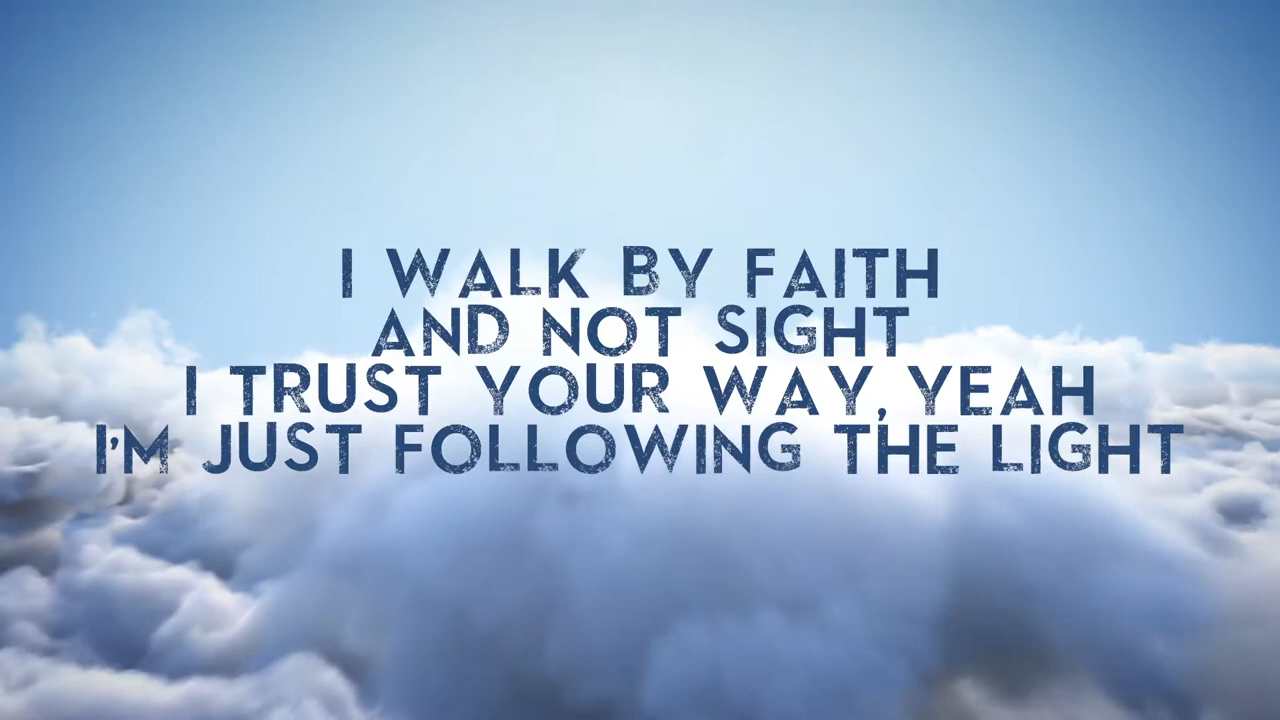 I WALK BY FAITH
AND NOT SIGHT
I TRUST YOUR WAY, YEAH
I'M JUST FOLLOWING THE LIGHT